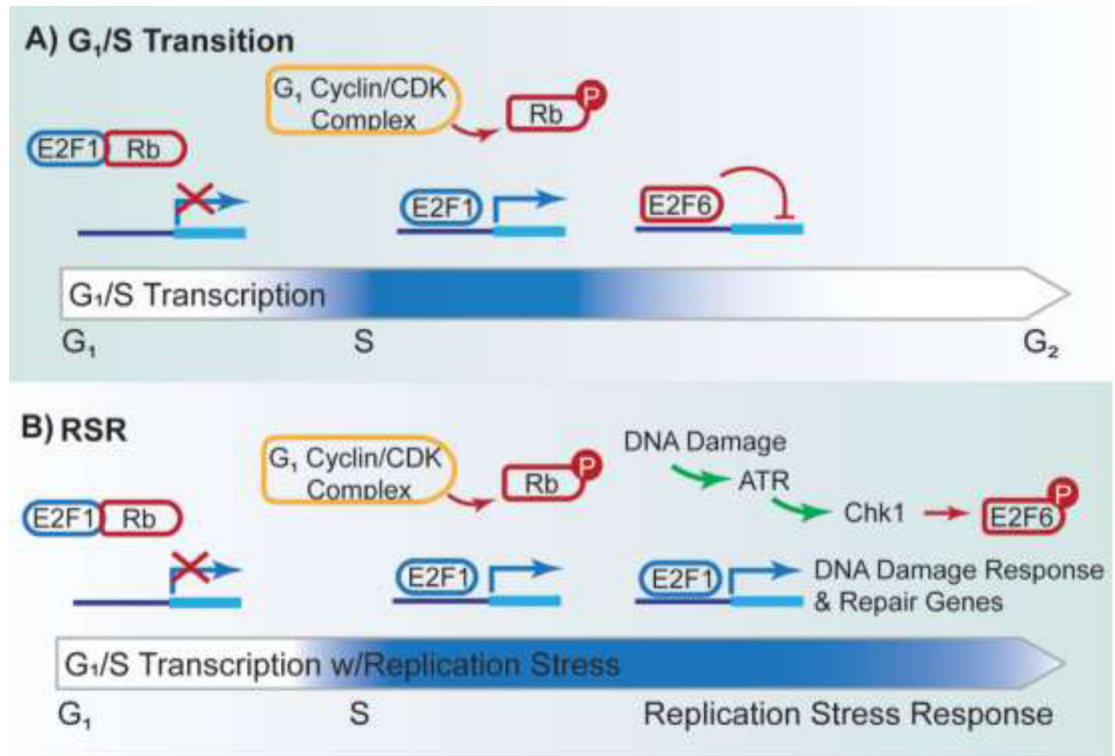 A) G₁/S Transition
G₁ Cyclin/CDK
Complex
Rb
P
E2F1
Rb
E2F1
E2F6
G₁/S Transcription
G₁
S
G₂
B) RSR
G₁ Cyclin/CDK
Complex
Rb
P
DNA Damage
ATR
Chk1
E2F6
P
E2F1
Rb
E2F1
E2F1
DNA Damage Response
& Repair Genes
G₁/S Transcription w/Replication Stress
G₁
S
Replication Stress Response